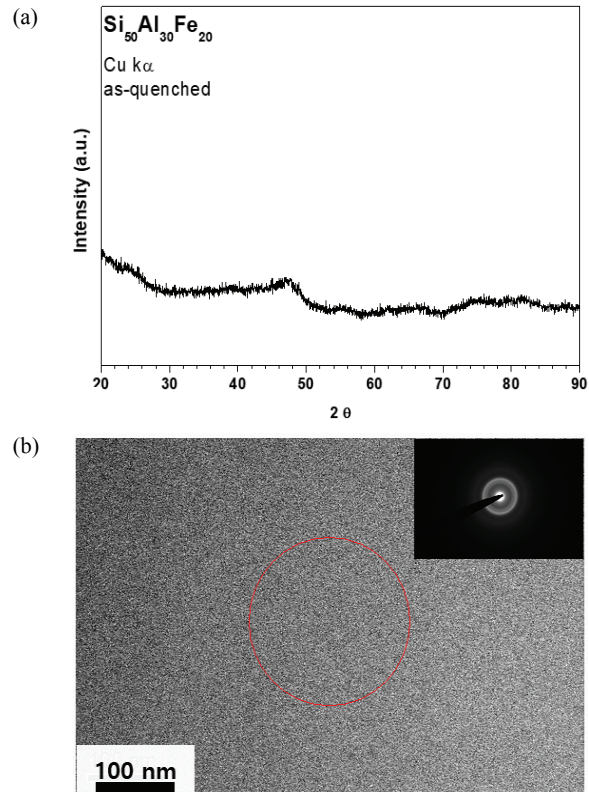 (a)
Si50Al30Fe20
Cu kα
as-quenched
Intensity (a.u.)
20 30 40 50 60 70 80 90
2 θ
(b)
100 nm